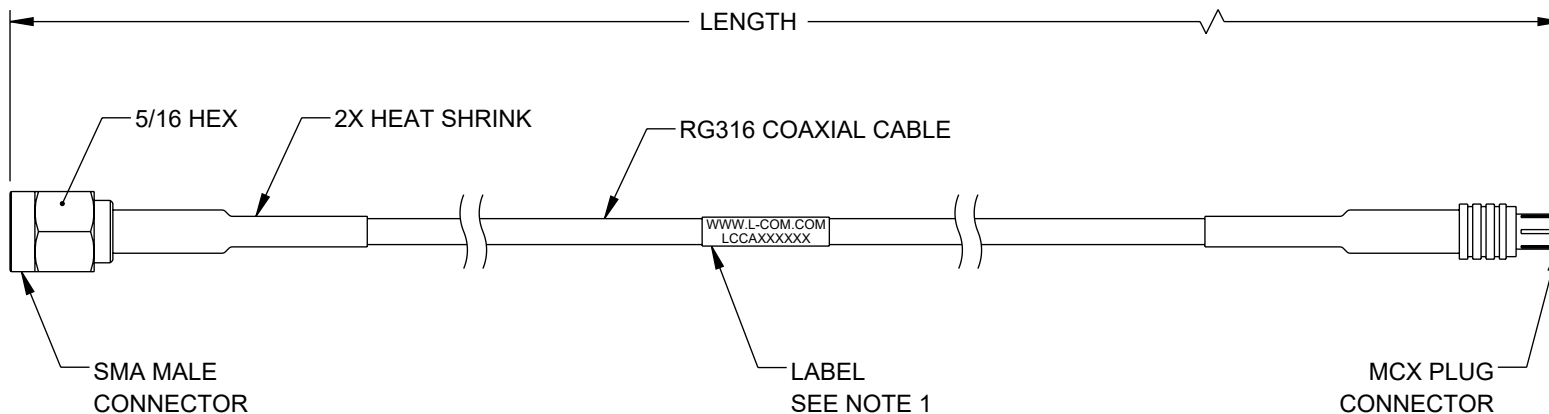 LENGTH
5/16 HEX
2X HEAT SHRINK
RG316 COAXIAL CABLE
WWW.L-COM.COM
LCCAXXXXXX
SMA MALE
CONNECTOR
LABEL
SEE NOTE 1
MCX PLUG
CONNECTOR